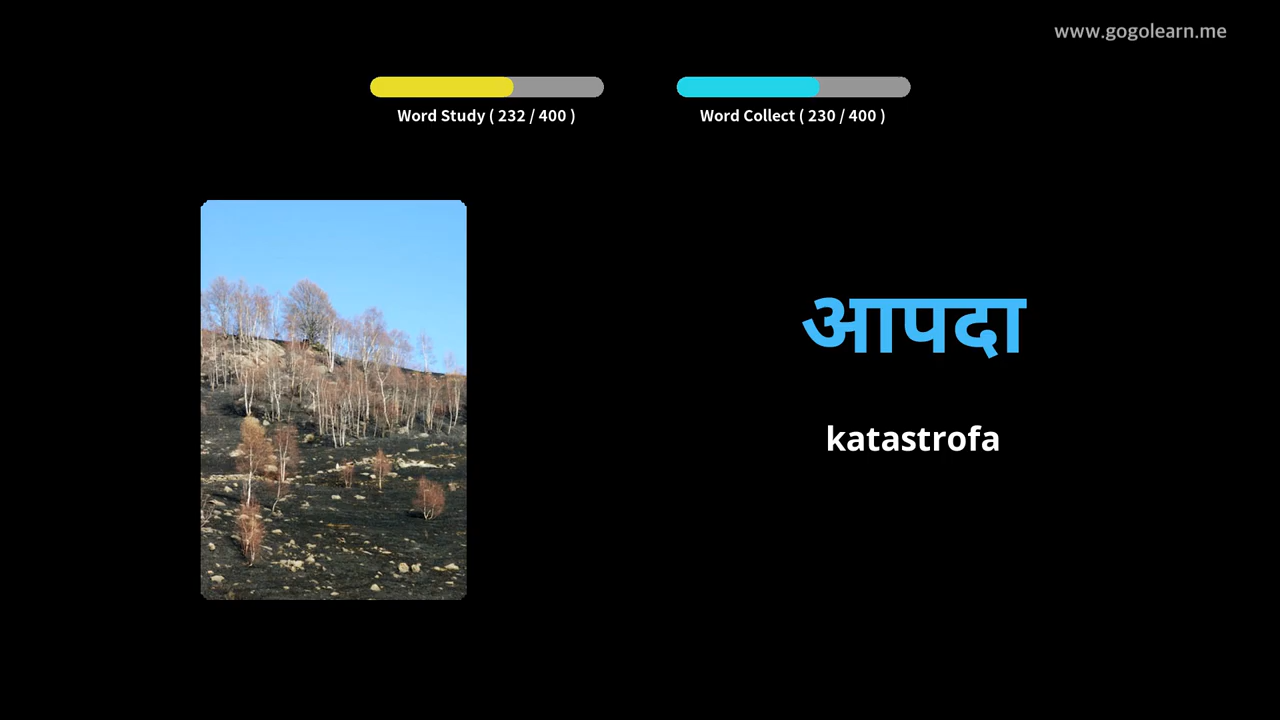 www.gogolearn.me
Word Study ( 232 / 400 )
Word Collect ( 230 / 400 )
आपदा
katastrofa